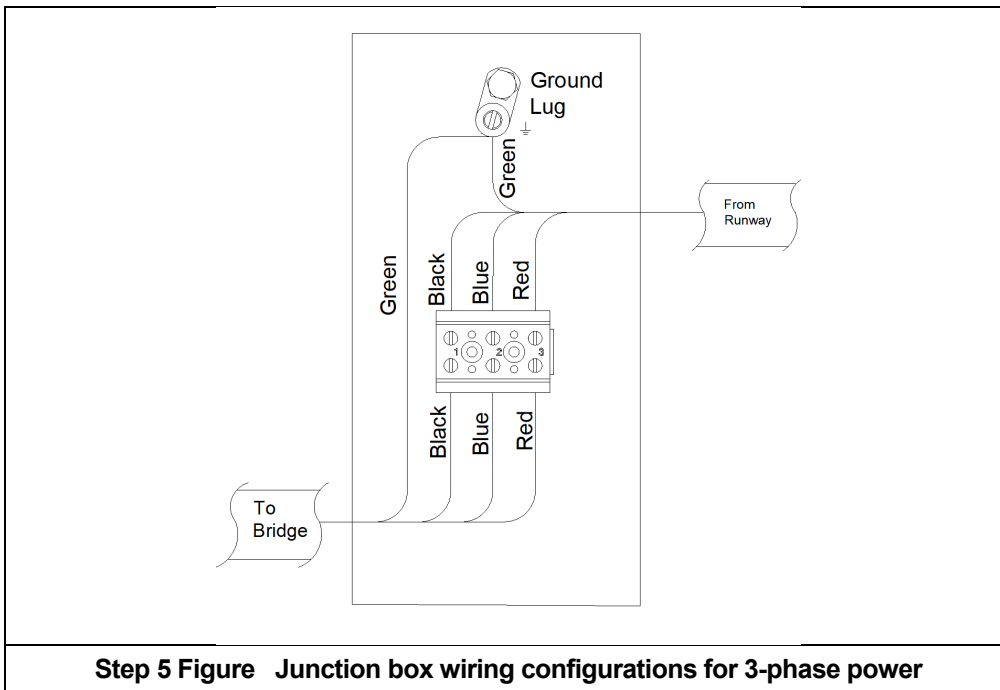 Ground
Lug
Green
From
Runway
Green
Black
Blue
Red
1 2 3
Black
Blue
Red
To
Bridge
Step 5 Figure Junction box wiring configurations for 3-phase power